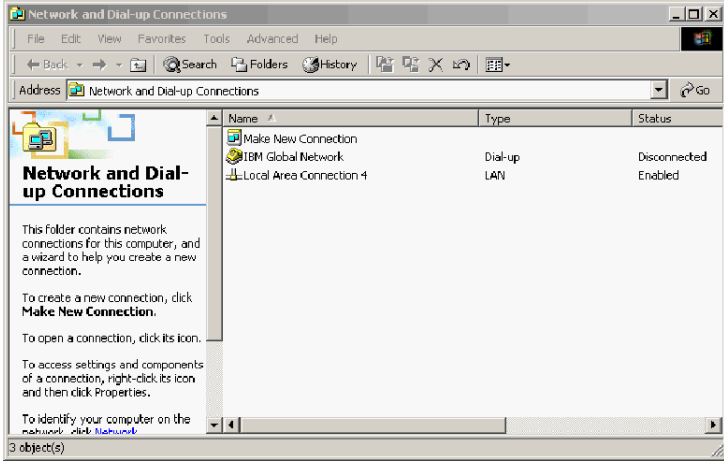 Network and Dial-up Connections
File Edit View Favorites Tools Advanced Help
Back Search Folders History
Address Network and Dial-up Connections Go
Name Type Status
Make New Connection
IBM Global Network Dial-up Disconnected
Local Area Connection 4 LAN Enabled
Network and Dial-
up Connections
This folder contains network
connections for this computer, and
a wizard to help you create a new
connection.
To create a new connection, click
Make New Connection.
To open a connection, click its icon.
To access settings and components
of a connection, right-click its icon
and then click Properties.
To identify your computer on the
network, click Network
3 object(s)